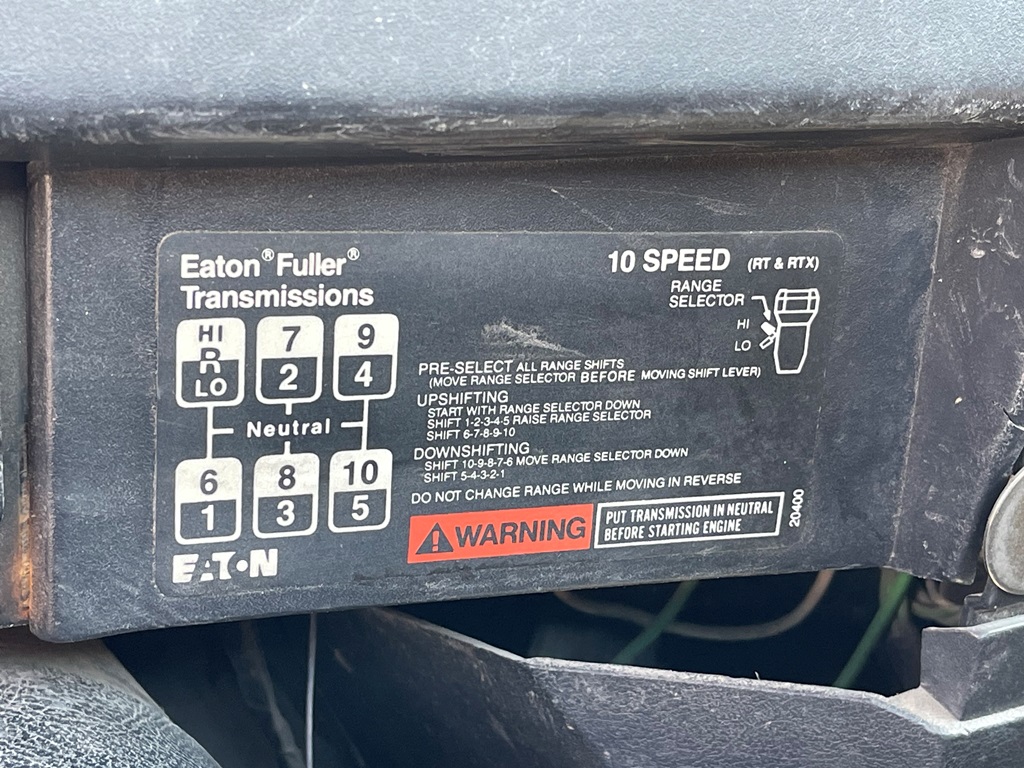 Eaton® Fuller®
Transmissions
10 SPEED (RT & RTX)
RANGE
SELECTOR
HI
LO
HI
R
LO
7
2
9
4
Neutral
6
1
8
3
10
5
PRE-SELECT ALL RANGE SHIFTS
(MOVE RANGE SELECTOR BEFORE MOVING SHIFT LEVER)
UPSHIFTING
START WITH RANGE SELECTOR DOWN
SHIFT 1-2-3-4-5 RAISE RANGE SELECTOR
SHIFT 6-7-8-9-10
DOWNSHIFTING
SHIFT 10-9-8-7-6 MOVE RANGE SELECTOR DOWN
SHIFT 5-4-3-2-1
DO NOT CHANGE RANGE WHILE MOVING IN REVERSE
WARNING
PUT TRANSMISSION IN NEUTRAL
BEFORE STARTING ENGINE
20400
EATON